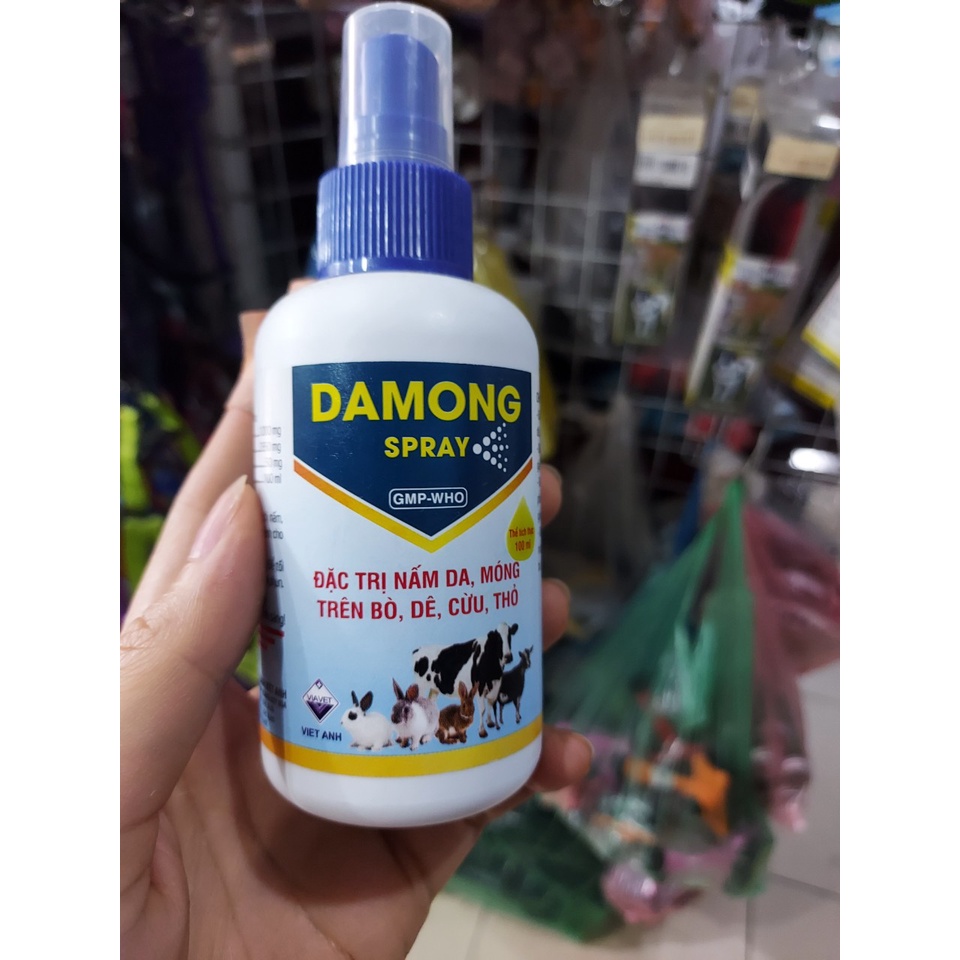 DAMONG
SPRAY
GMP-WHO
Thể tích thực:
100 ml
ĐẶC TRỊ NẤM DA, MÓNG
TRÊN BÒ, DÊ, CỪU, THỎ
VIAVET
VIET ANH